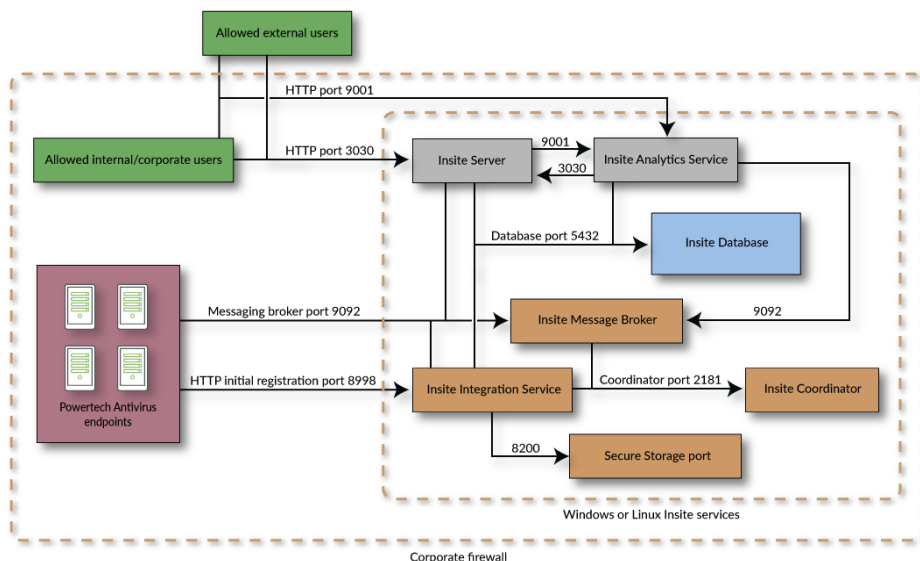 Allowed external users
HTTP port 9001
Allowed internal/corporate users
HTTP port 3030
Insite Server
9001
3030
Insite Analytics Service
Database port 5432
Insite Database
Messaging broker port 9092
Insite Message Broker
9092
HTTP initial registration port 8998
Insite Integration Service
Coordinator port 2181
Insite Coordinator
Powertech Antivirus
endpoints
8200
Secure Storage port
Windows or Linux Insite services
Corporate firewall